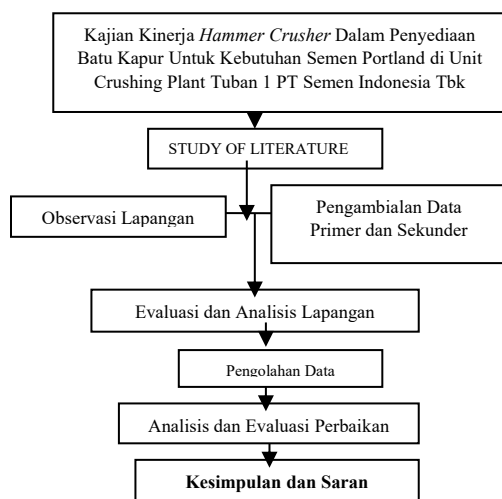 Kajian Kinerja Hammer Crusher Dalam Penyediaan
Batu Kapur Untuk Kebutuhan Semen Portland di Unit
Crushing Plant Tuban 1 PT Semen Indonesia Tbk
STUDY OF LITERATURE
Observasi Lapangan
Pengambialan Data
Primer dan Sekunder
Evaluasi dan Analisis Lapangan
Pengolahan Data
Analisis dan Evaluasi Perbaikan
Kesimpulan dan Saran